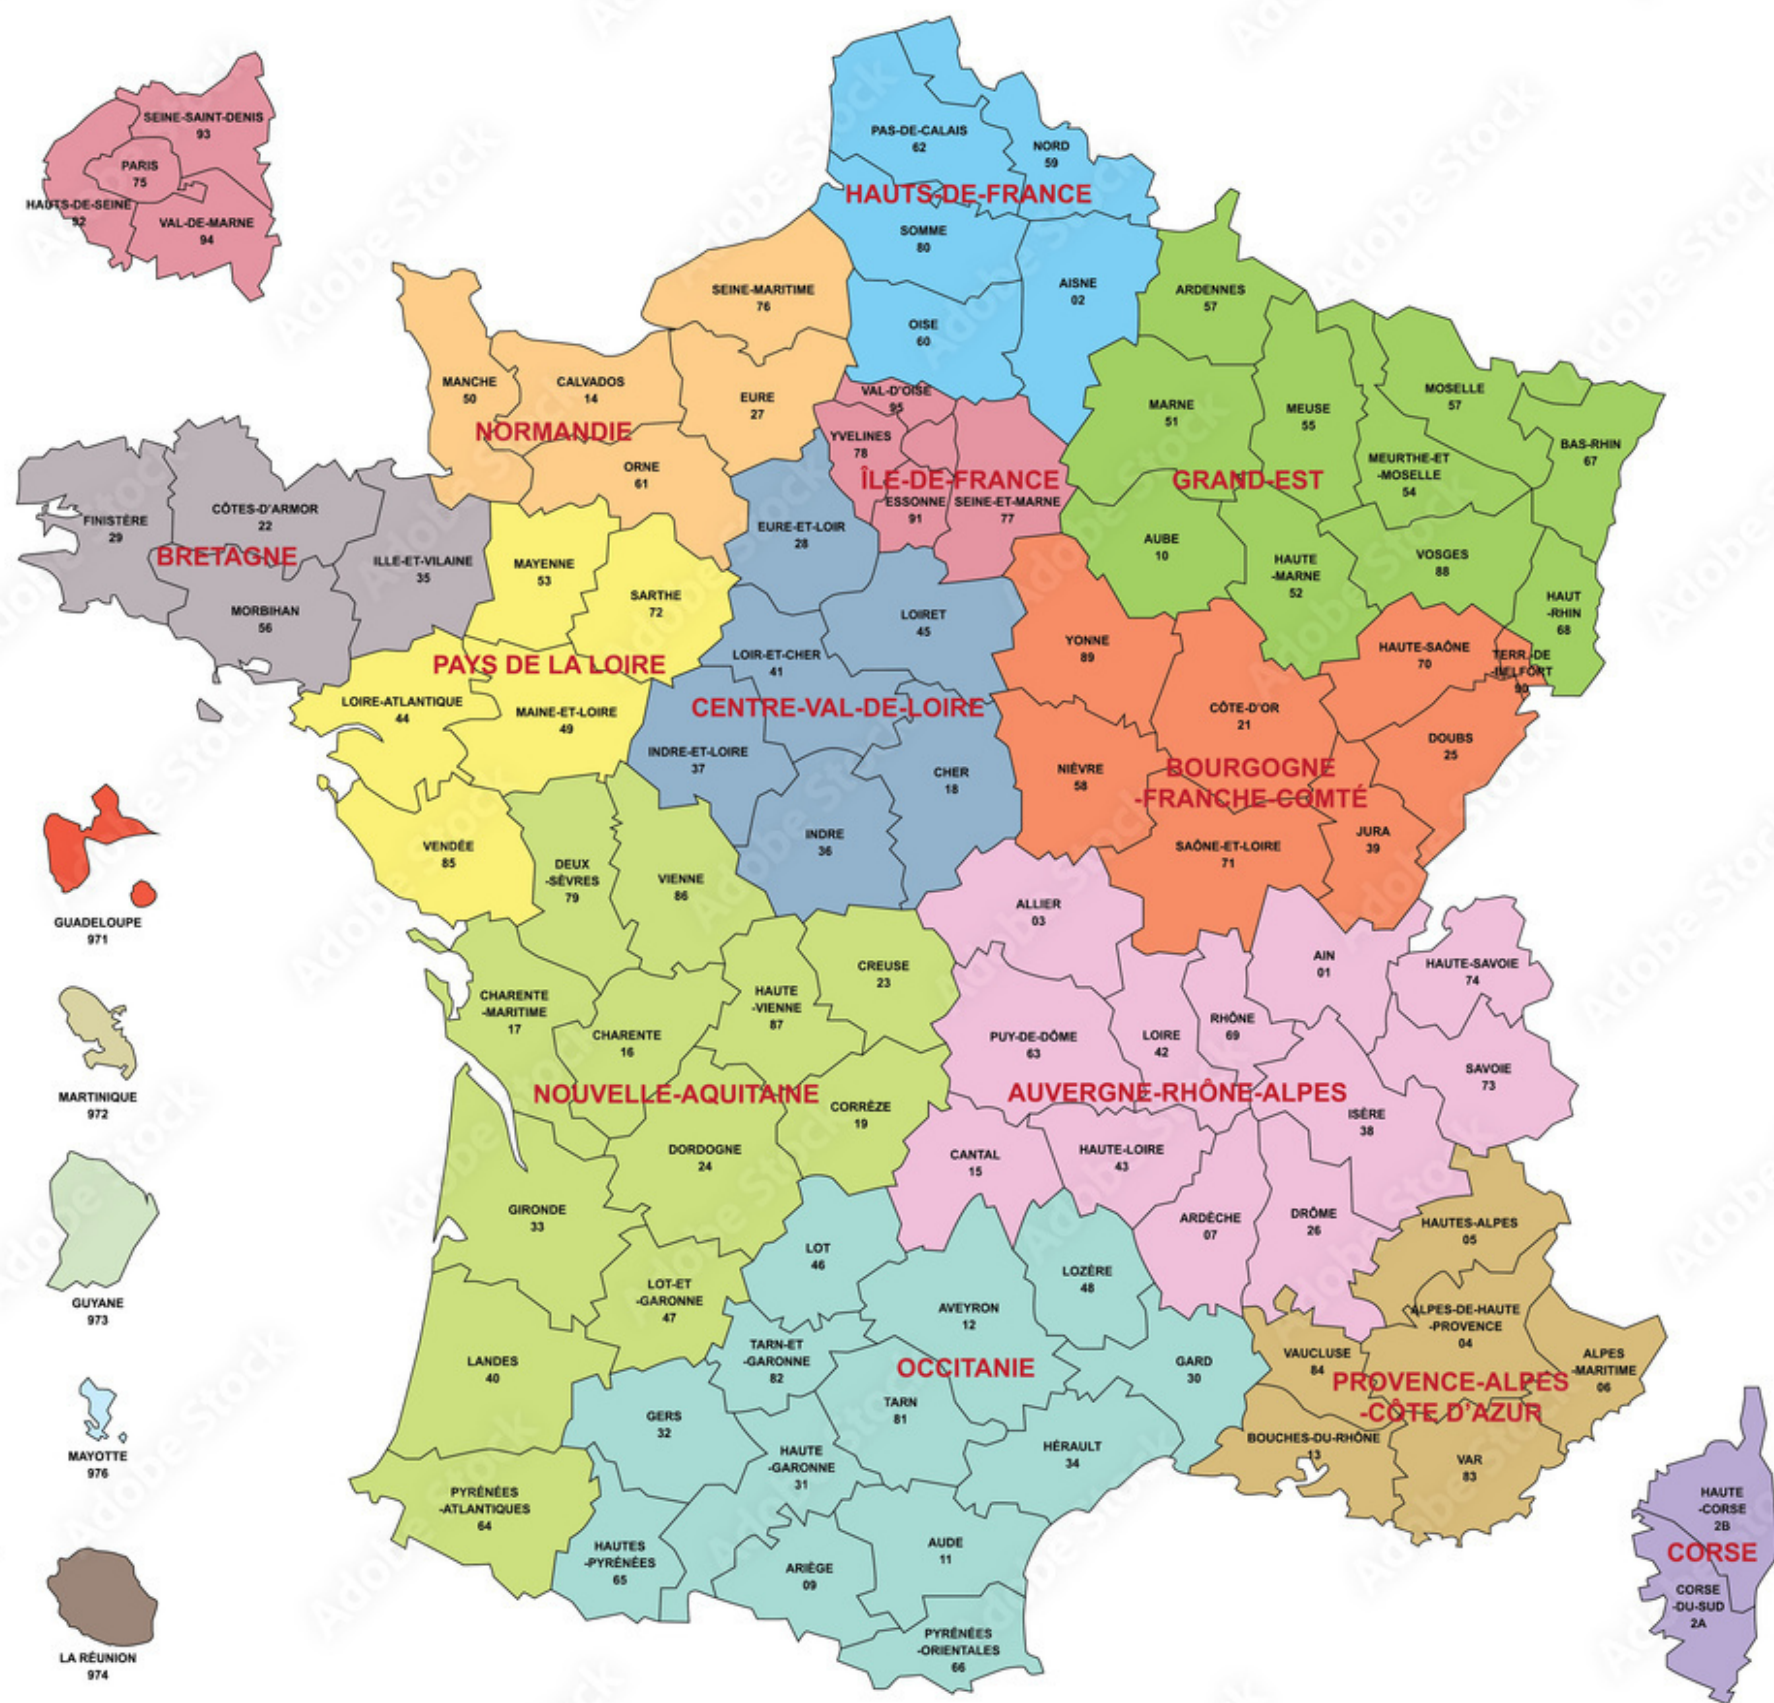 SEINE-SAINT-DENIS
93
PARIS
75
HAUTS-DE-SEINE
92
VAL-DE-MARNE
94
PAS-DE-CALAIS
62
NORD
59
HAUTS-DE-FRANCE
SOMME
80
AISNE
02
OISE
60
SEINE-MARITIME
76
MANCHE
50
CALVADOS
14
EURE
27
NORMANDIE
ORNE
61
VAL-D'OISE
95
YVELINES
78
ÎLE-DE-FRANCE
ESSONNE
91
SEINE-ET-MARNE
77
ARDENNES
57
MARNE
51
MEUSE
55
MOSELLE
57
MEURTHE-ET
-MOSELLE
54
BAS-RHIN
67
GRAND-EST
AUBE
10
HAUTE
-MARNE
52
VOSGES
88
HAUT
-RHIN
68
FINISTÈRE
29
CÔTES-D'ARMOR
22
BRETAGNE
ILLE-ET-VILAINE
35
MORBIHAN
56
MAYENNE
53
SARTHE
72
PAYS DE LA LOIRE
LOIRE-ATLANTIQUE
44
MAINE-ET-LOIRE
49
VENDÉE
85
EURE-ET-LOIR
28
LOIRET
45
LOIR-ET-CHER
41
CENTRE-VAL-DE-LOIRE
INDRE-ET-LOIRE
37
CHER
18
INDRE
36
YONNE
89
HAUTE-SAÔNE
70
TERR.-DE
-BELFORT
90
CÔTE-D'OR
21
DOUBS
25
NIÈVRE
58
BOURGOGNE
-FRANCHE-COMTÉ
SAÔNE-ET-LOIRE
71
JURA
39
DEUX
-SÈVRES
79
VIENNE
86
CHARENTE
-MARITIME
17
CHARENTE
16
HAUTE
-VIENNE
87
CREUSE
23
NOUVELLE-AQUITAINE
CORRÈZE
19
DORDOGNE
24
GIRONDE
33
LOT-ET
-GARONNE
47
LANDES
40
PYRÉNÉES
-ATLANTIQUES
64
ALLIER
03
AIN
01
HAUTE-SAVOIE
74
PUY-DE-DÔME
63
LOIRE
42
RHÔNE
69
SAVOIE
73
AUVERGNE-RHÔNE-ALPES
ISÈRE
38
CANTAL
15
HAUTE-LOIRE
43
ARDÈCHE
07
DRÔME
26
LOT
46
LOZÈRE
48
AVEYRON
12
TARN-ET
-GARONNE
82
OCCITANIE
GARD
30
GERS
32
TARN
81
HAUTE
-GARONNE
31
HÉRAULT
34
HAUTES
-PYRÉNÉES
65
ARIÈGE
09
AUDE
11
PYRÉNÉES
-ORIENTALES
66
HAUTES-ALPES
05
ALPES-DE-HAUTE
-PROVENCE
04
VAUCLUSE
84
ALPES
-MARITIME
06
PROVENCE-ALPES
-CÔTE D'AZUR
BOUCHES-DU-RHÔNE
13
VAR
83
HAUTE
-CORSE
2B
CORSE
CORSE
-DU-SUD
2A
GUADELOUPE
971
MARTINIQUE
972
GUYANE
973
MAYOTTE
976
LA RÉUNION
974
Adobe Stock